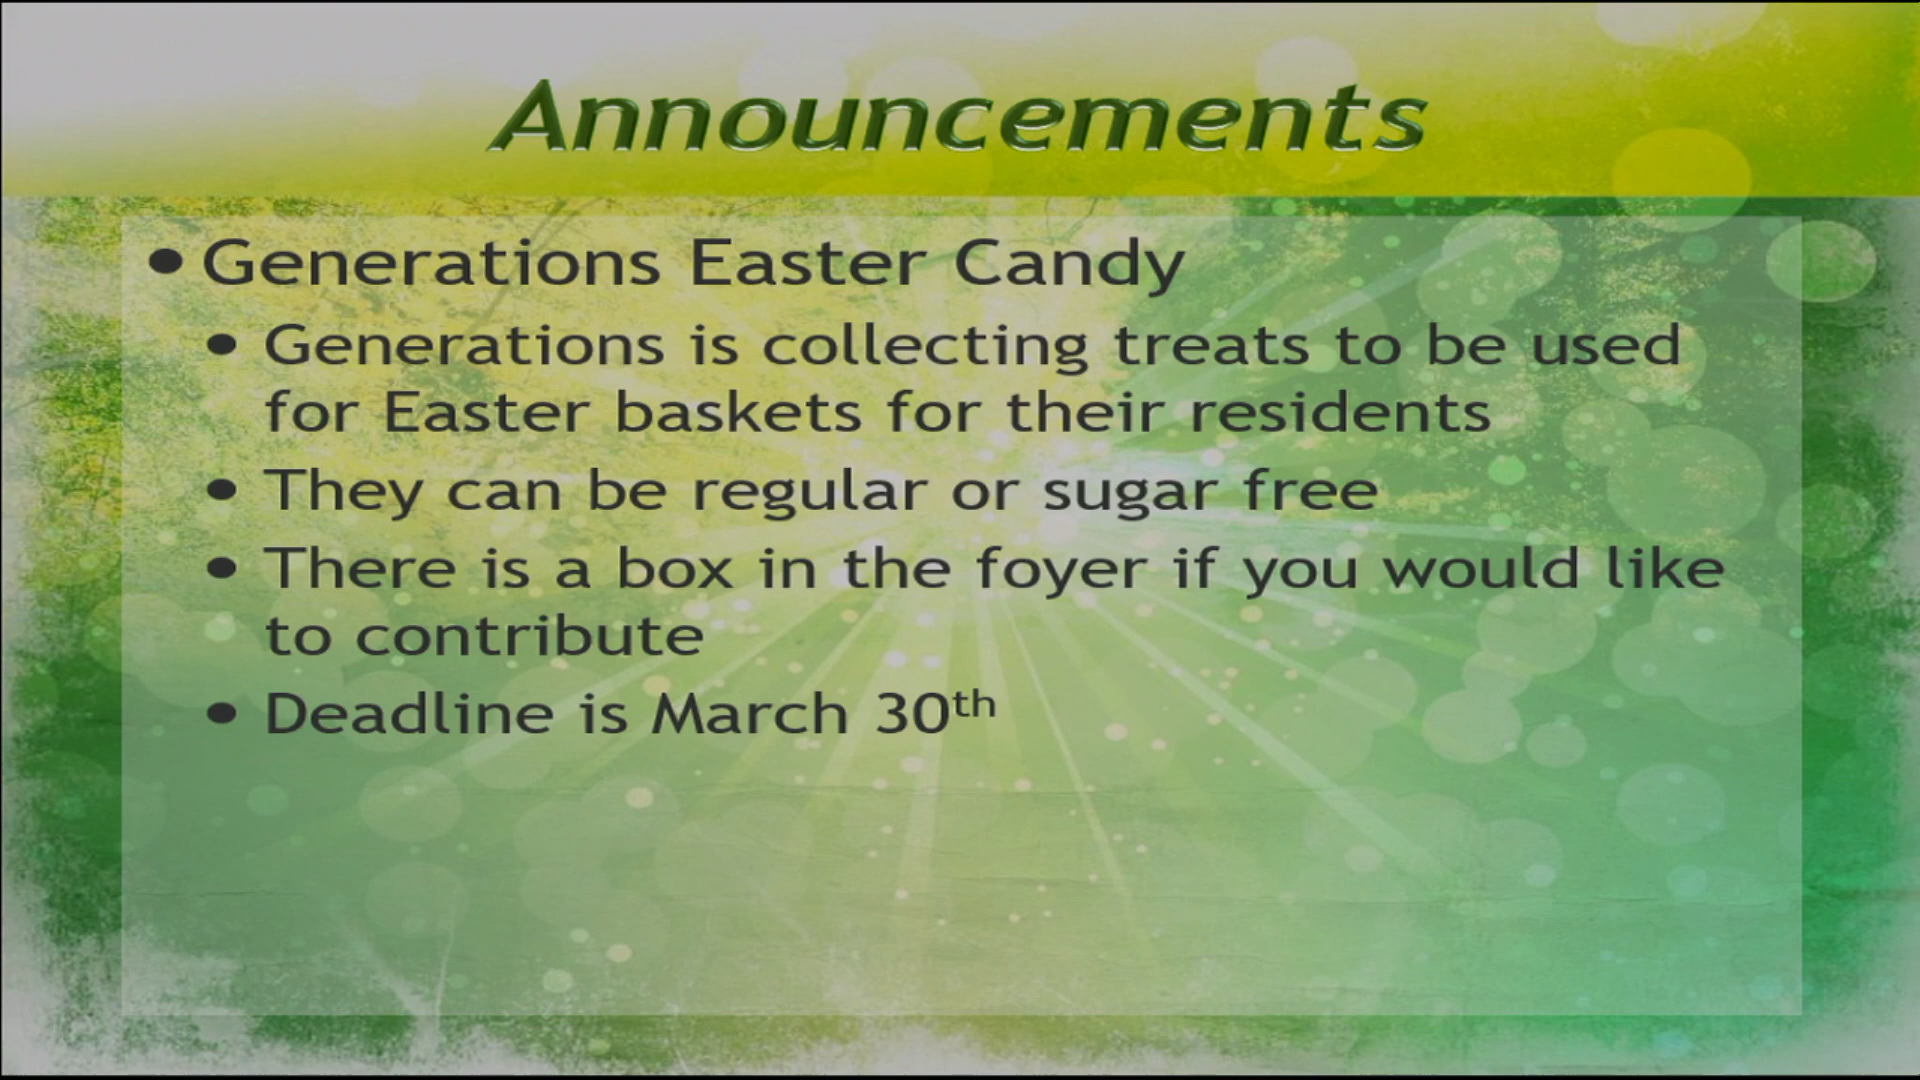 Announcements
• Generations Easter Candy
• Generations is collecting treats to be used
for Easter baskets for their residents
• They can be regular or sugar free
• There is a box in the foyer if you would like
to contribute
• Deadline is March 30th